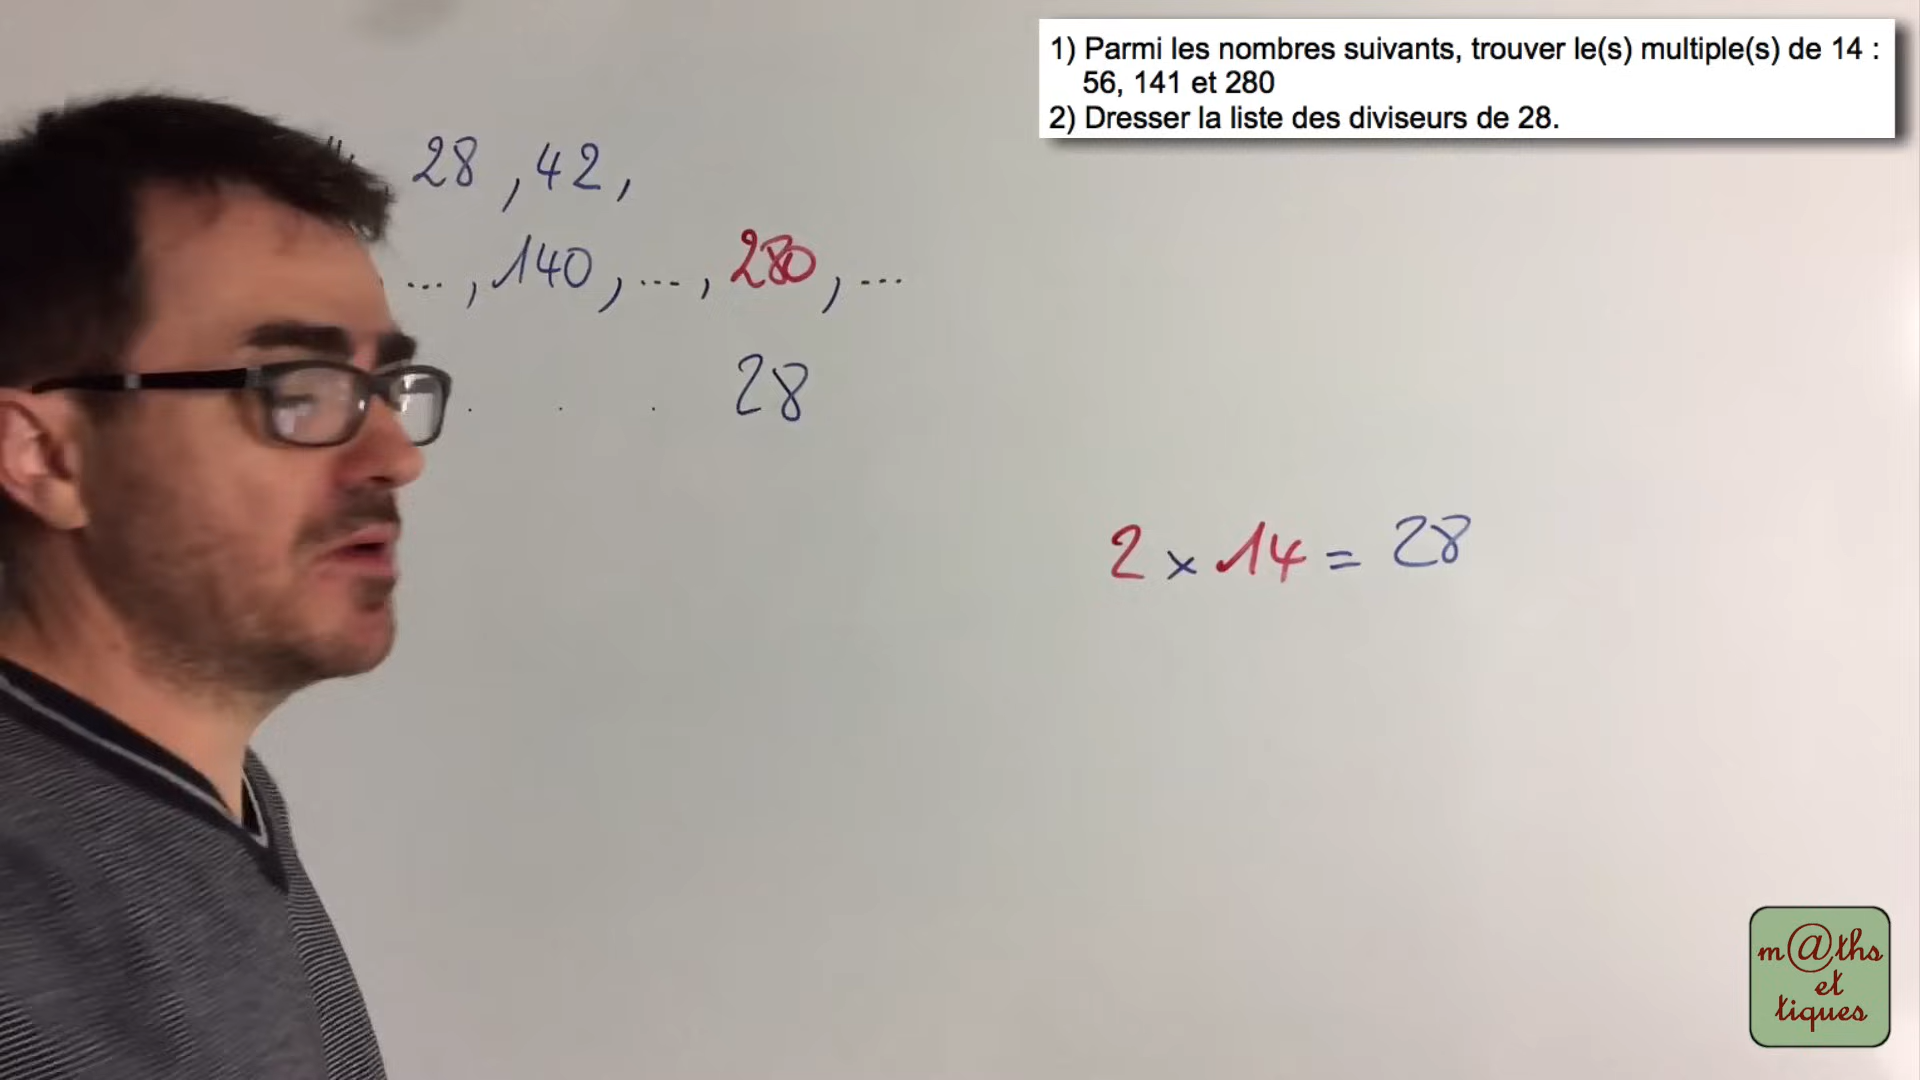 1) Parmi les nombres suivants, trouver le(s) multiple(s) de 14 :
56, 141 et 280
2) Dresser la liste des diviseurs de 28.
28 , 42 ,
... , 140 , ... , 280 , ...
28
2 x 14 = 28
m@ths
et
tiques